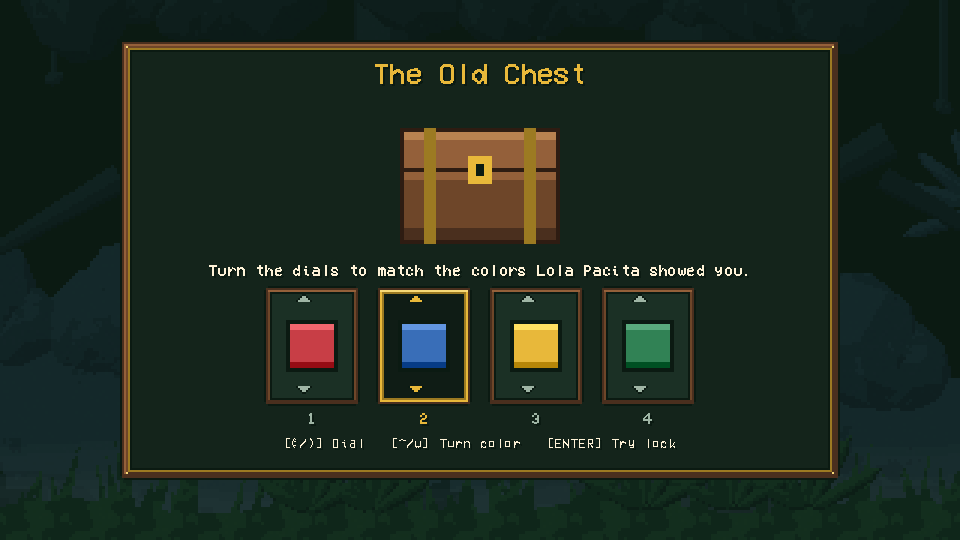 The Old Chest
Turn the dials to match the colors Lola Pacita showed you.
1 2 3 4
[¢/)] Dial [~/u] Turn color [ENTER] Try lock